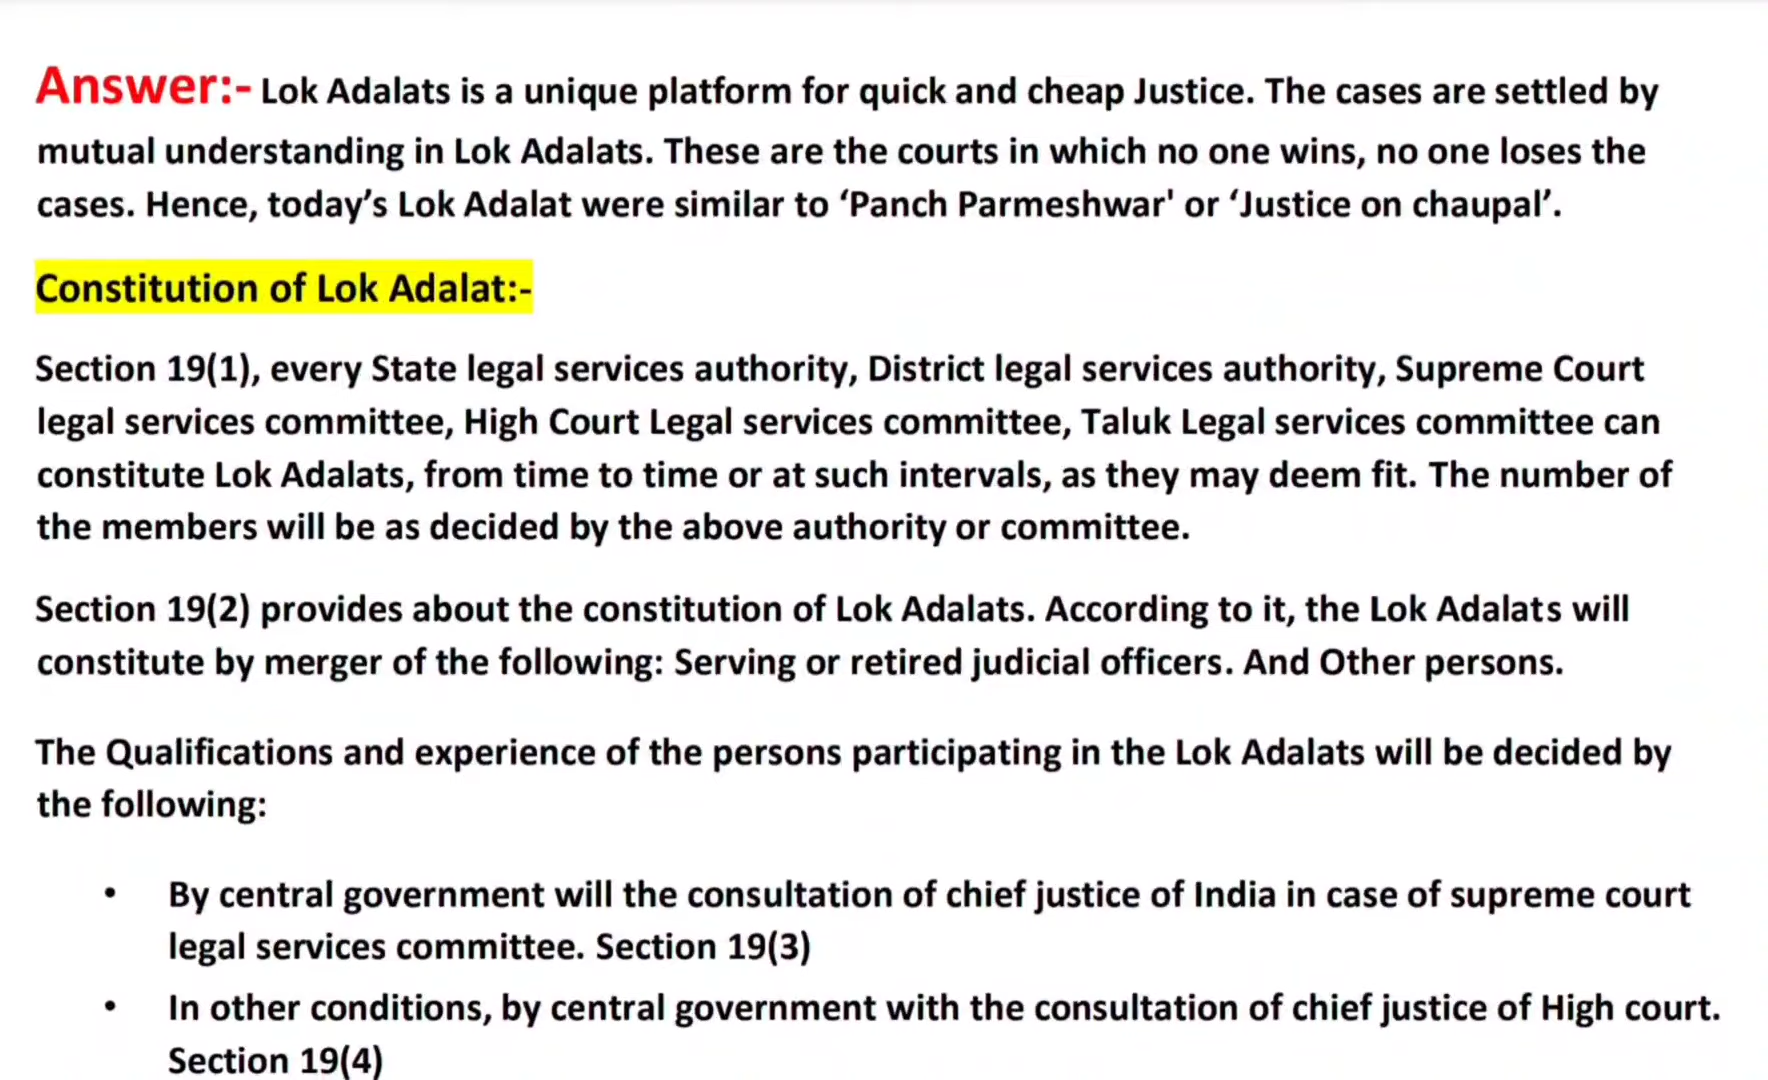 Answer:- Lok Adalats is a unique platform for quick and cheap Justice. The cases are settled by
mutual understanding in Lok Adalats. These are the courts in which no one wins, no one loses the
cases. Hence, today’s Lok Adalat were similar to ‘Panch Parmeshwar' or ‘Justice on chaupal’.
Constitution of Lok Adalat:-
Section 19(1), every State legal services authority, District legal services authority, Supreme Court
legal services committee, High Court Legal services committee, Taluk Legal services committee can
constitute Lok Adalats, from time to time or at such intervals, as they may deem fit. The number of
the members will be as decided by the above authority or committee.
Section 19(2) provides about the constitution of Lok Adalats. According to it, the Lok Adalats will
constitute by merger of the following: Serving or retired judicial officers. And Other persons.
The Qualifications and experience of the persons participating in the Lok Adalats will be decided by
the following:
• By central government will the consultation of chief justice of India in case of supreme court
legal services committee. Section 19(3)
• In other conditions, by central government with the consultation of chief justice of High court.
Section 19(4)